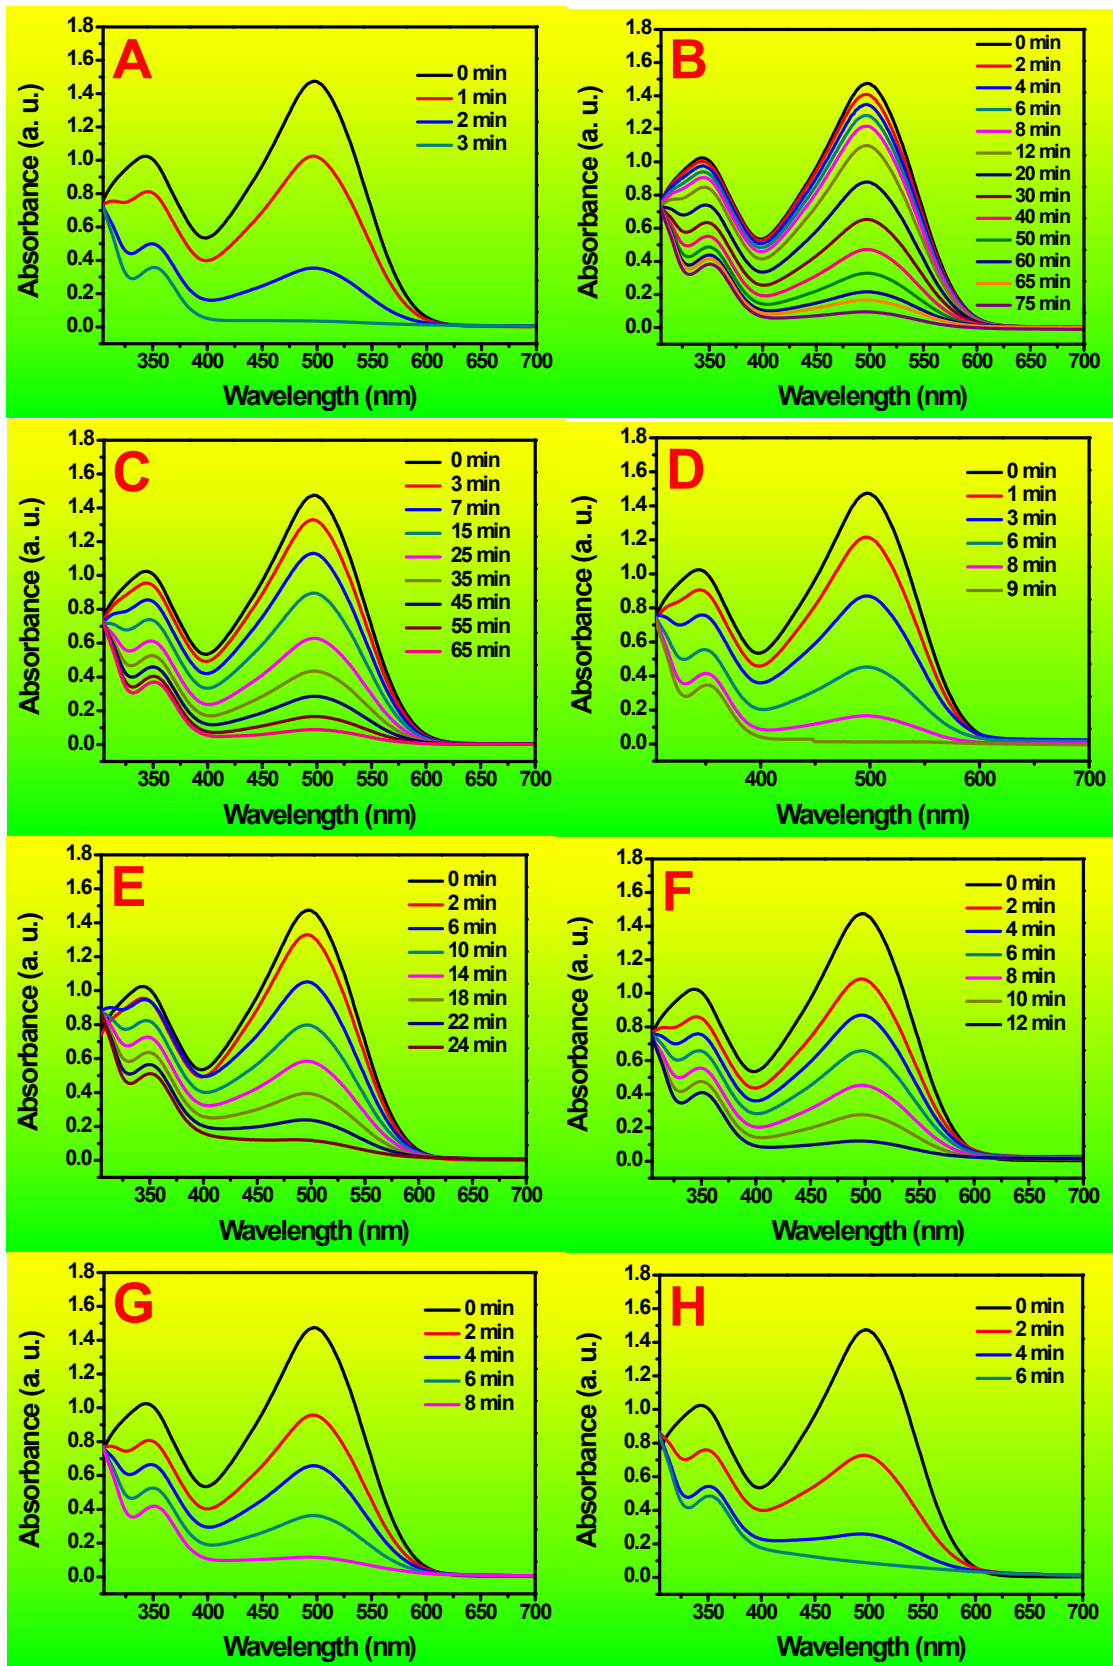 A
0 min
1 min
2 min
3 min
1.8
1.6
1.4
1.2
1.0
0.8
0.6
0.4
0.2
0.0
350 400 450 500 550 600 650 700
Absorbance (a. u.)
Wavelength (nm)
B
0 min
2 min
4 min
6 min
8 min
12 min
20 min
30 min
40 min
50 min
60 min
65 min
75 min
1.8
1.6
1.4
1.2
1.0
0.8
0.6
0.4
0.2
0.0
350 400 450 500 550 600 650 700
Absorbance (a. u.)
Wavelength (nm)
C
0 min
3 min
7 min
15 min
25 min
35 min
45 min
55 min
65 min
1.8
1.6
1.4
1.2
1.0
0.8
0.6
0.4
0.2
0.0
350 400 450 500 550 600 650 700
Absorbance (a. u.)
Wavelength (nm)
D
0 min
1 min
3 min
6 min
8 min
9 min
1.8
1.6
1.4
1.2
1.0
0.8
0.6
0.4
0.2
0.0
400 500 600 700
Absorbance (a. u.)
Wavelength (nm)
E
0 min
2 min
6 min
10 min
14 min
18 min
22 min
24 min
1.8
1.6
1.4
1.2
1.0
0.8
0.6
0.4
0.2
0.0
350 400 450 500 550 600 650 700
Absorbance (a. u.)
Wavelength (nm)
F
0 min
2 min
4 min
6 min
8 min
10 min
12 min
1.8
1.6
1.4
1.2
1.0
0.8
0.6
0.4
0.2
0.0
350 400 450 500 550 600 650 700
Absorbance (a. u.)
Wavelength (nm)
G
0 min
2 min
4 min
6 min
8 min
1.8
1.6
1.4
1.2
1.0
0.8
0.6
0.4
0.2
0.0
350 400 450 500 550 600 650 700
Absorbance (a. u.)
Wavelength (nm)
H
0 min
2 min
4 min
6 min
1.8
1.6
1.4
1.2
1.0
0.8
0.6
0.4
0.2
0.0
350 400 450 500 550 600 650 700
Absorbance (a. u.)
Wavelength (nm)